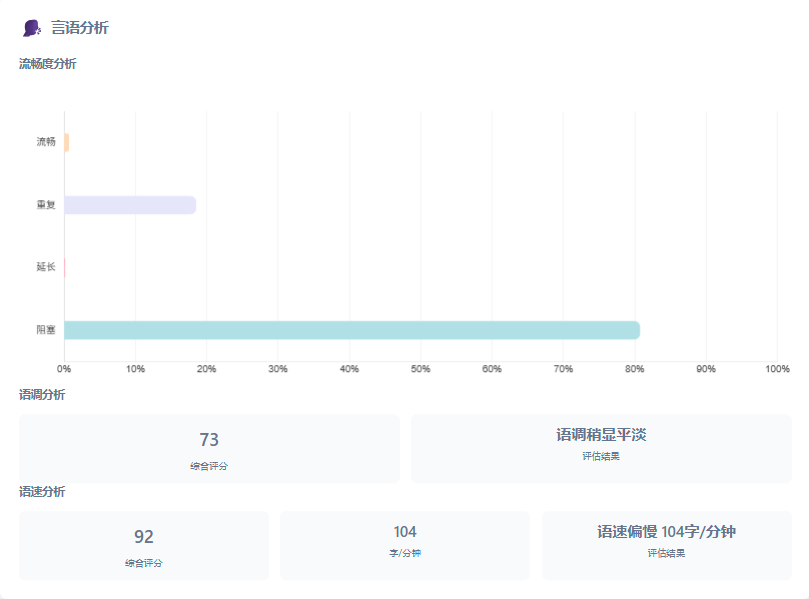 言语分析
流畅度分析
流畅
重复
延长
阻塞
0% 10% 20% 30% 40% 50% 60% 70% 80% 90% 100%
语调分析
73 语调稍显平淡
综合评分 评估结果
语速分析
92 104 语速偏慢 104字/分钟
综合评分 字/分钟 评估结果